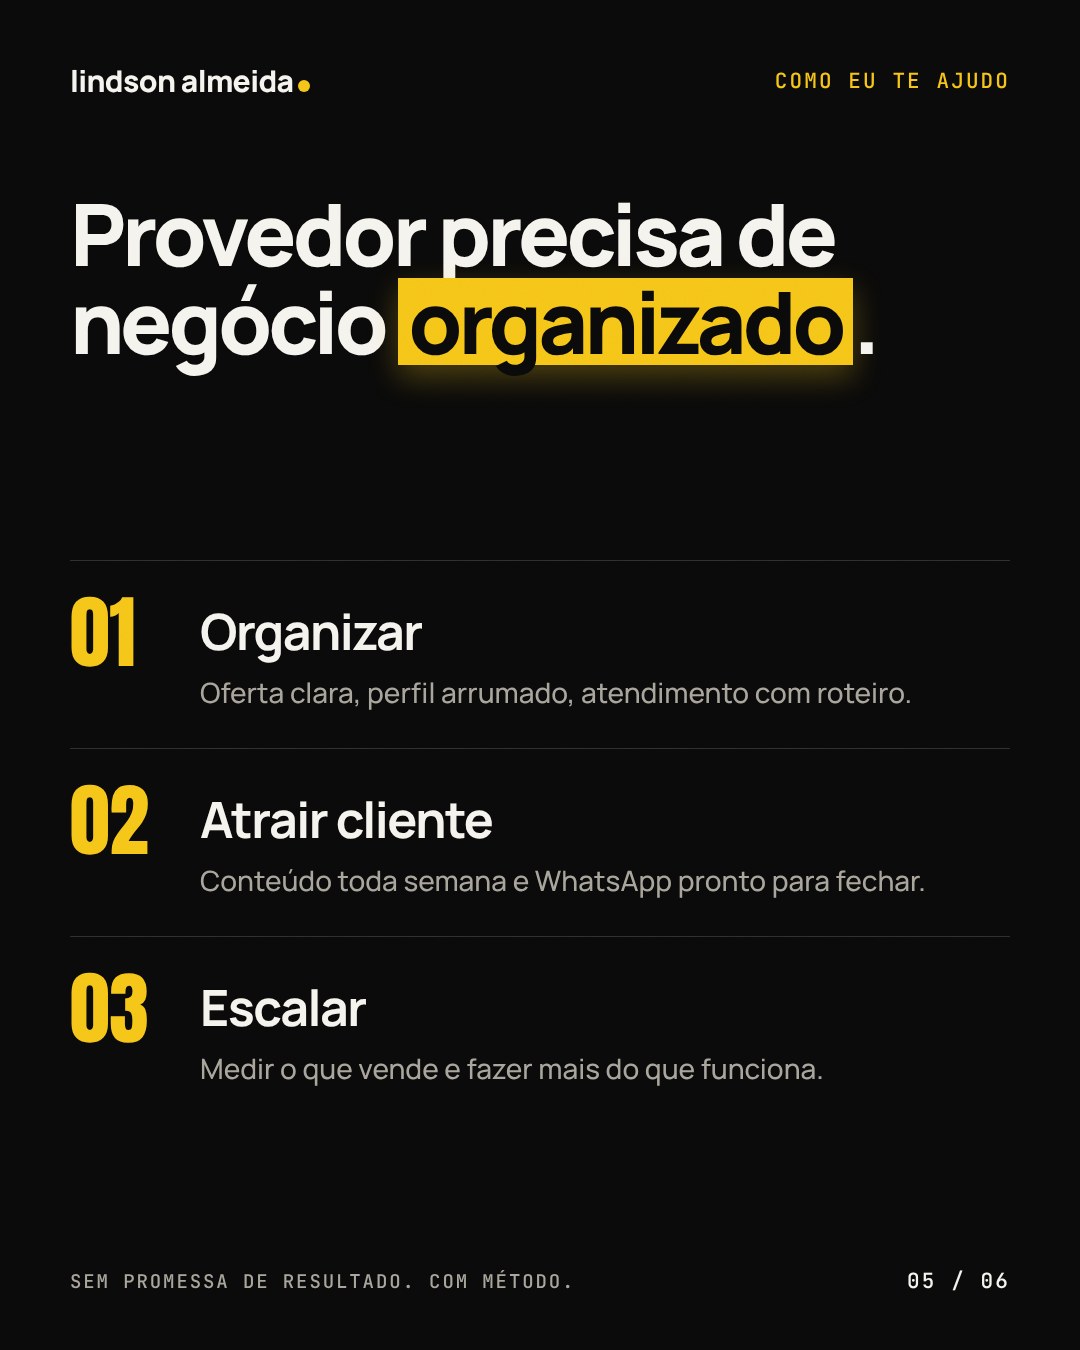 lindson almeida
COMO EU TE AJUDO
Provedor precisa de
negócio organizado.
01
Organizar
Oferta clara, perfil arrumado, atendimento com roteiro.
02
Atrair cliente
Conteúdo toda semana e WhatsApp pronto para fechar.
03
Escalar
Medir o que vende e fazer mais do que funciona.
SEM PROMESSA DE RESULTADO. COM MÉTODO.
05 / 06